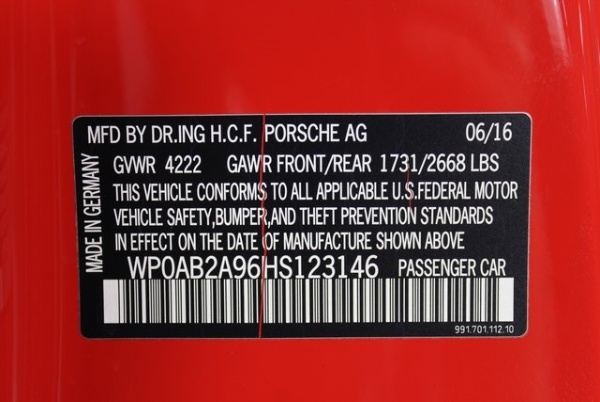 MFD BY DR.ING H.C.F. PORSCHE AG 06/16
GVWR 4222 GAWR FRONT/REAR 1731/2668 LBS
THIS VEHICLE CONFORMS TO ALL APPLICABLE U.S.FEDERAL MOTOR
VEHICLE SAFETY,BUMPER,AND THEFT PREVENTION STANDARDS
IN EFFECT ON THE DATE OF MANUFACTURE SHOWN ABOVE
WP0AB2A96HS123146 PASSENGER CAR
MADE IN GERMANY
991.701.112.10